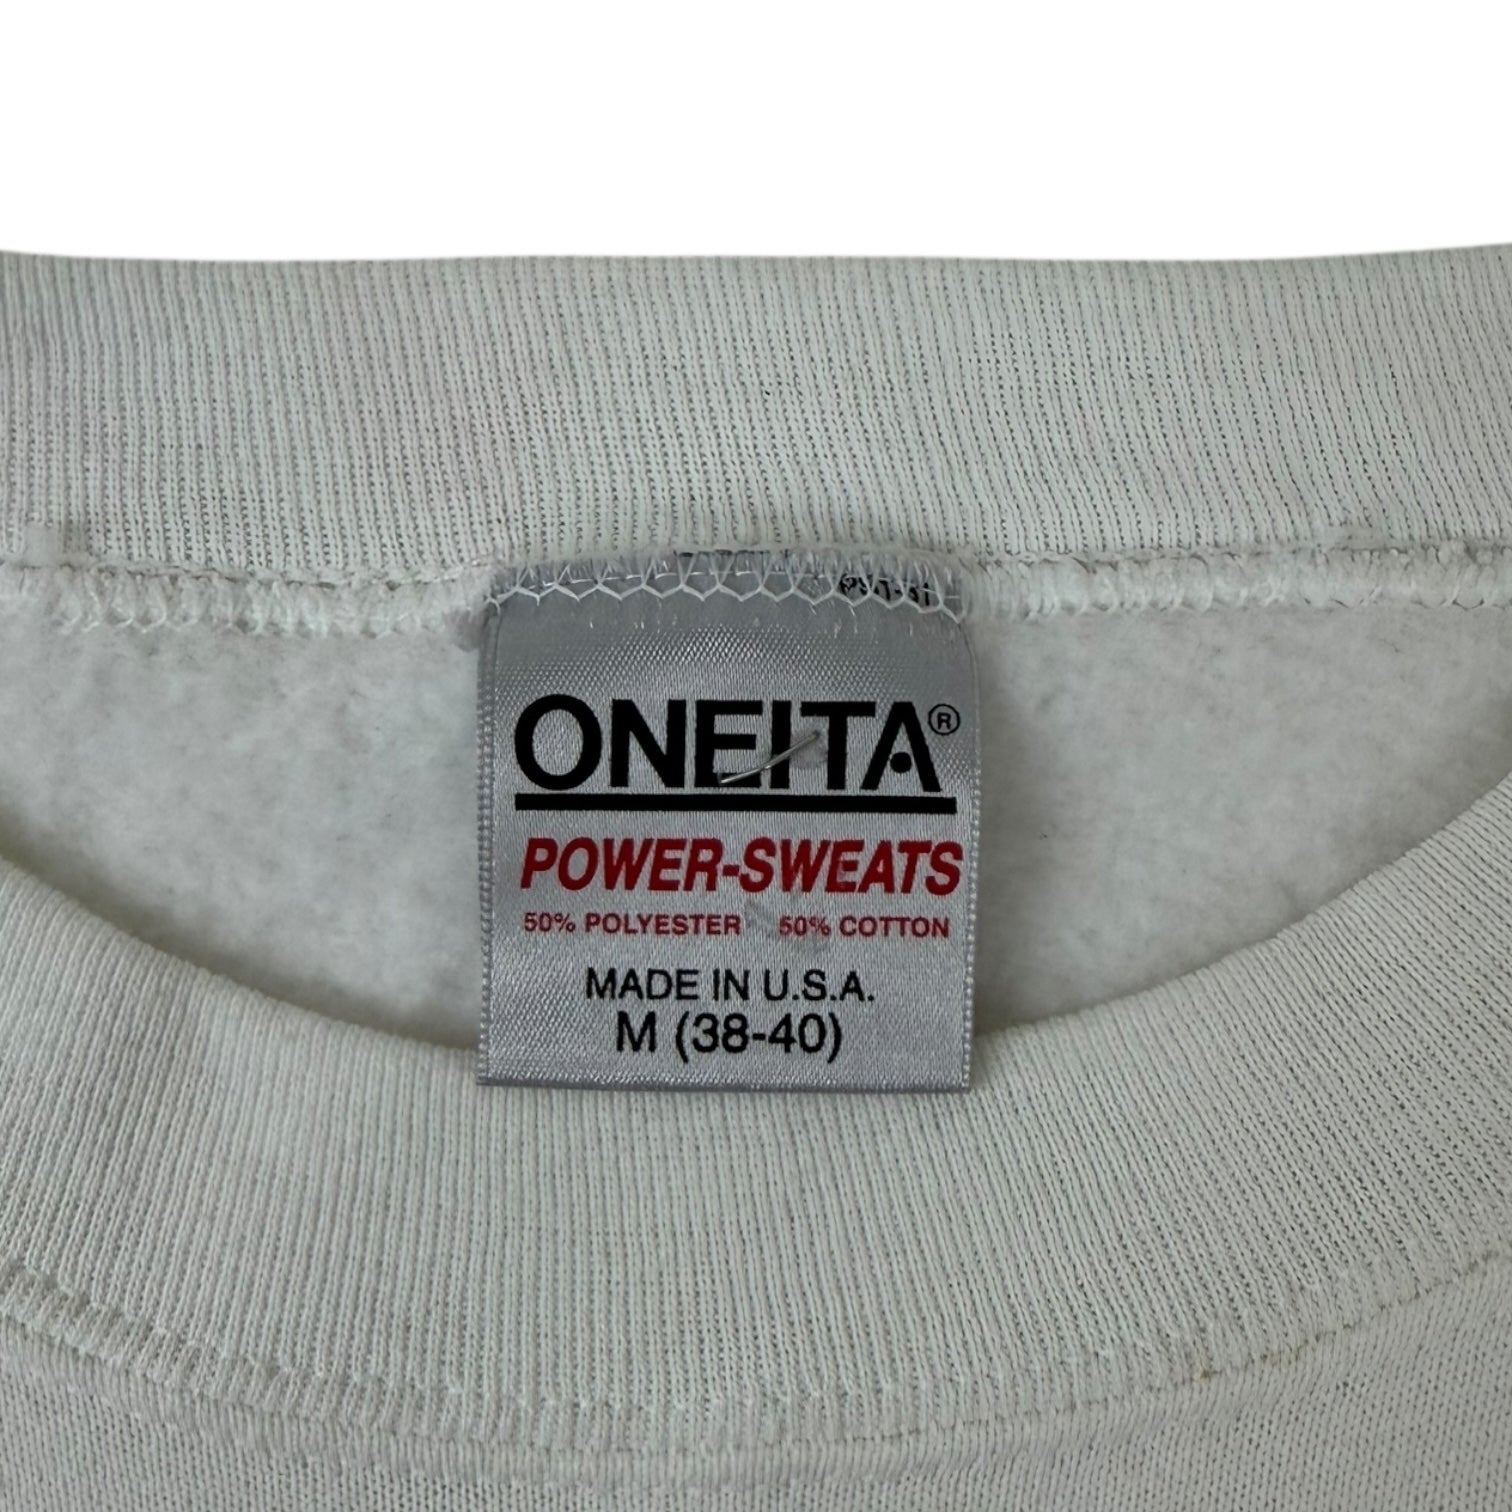 ONEITA®
POWER-SWEATS
50% POLYESTER 50% COTTON
MADE IN U.S.A.
M (38-40)